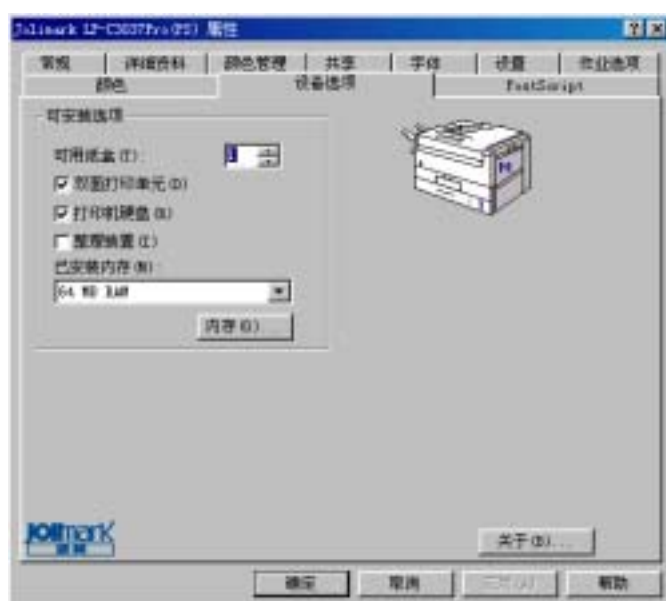 Jolimark LP-C3037Pro(PS) 属性
常规 详细资料 颜色管理 共享 字体 设置 作业选项
颜色 设备选项 FontScript
可安装选项
可用纸盒(T):
双面打印单元(D)
打印机硬盘
整理装置(I)
已安装内存(M):
64 MB RAM
内存
Jolimark
关于(B)...
确定 取消 帮助